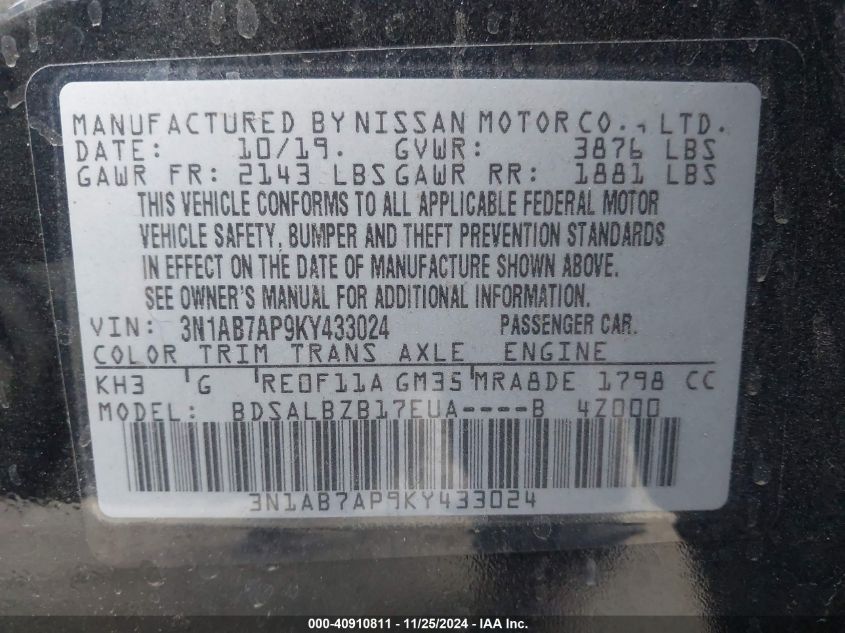 MANUFACTURED BY NISSAN MOTOR CO., LTD.
DATE: 10/19. GVWR: 3876 LBS
GAWR FR: 2143 LBS GAWR RR: 1881 LBS
THIS VEHICLE CONFORMS TO ALL APPLICABLE FEDERAL MOTOR
VEHICLE SAFETY, BUMPER AND THEFT PREVENTION STANDARDS
IN EFFECT ON THE DATE OF MANUFACTURE SHOWN ABOVE.
SEE OWNER'S MANUAL FOR ADDITIONAL INFORMATION.
VIN: 3N1AB7AP9KY433024 PASSENGER CAR.
COLOR TRIM TRANS AXLE ENGINE
KH3 G RE0F11A GM35 MRA8DE 1798 CC
MODEL: BDSALBZB17EUA----B 4Z000
3N1AB7AP9KY433024
000-40910811 - 11/25/2024 - Copyright © 2024 IAA, Inc.